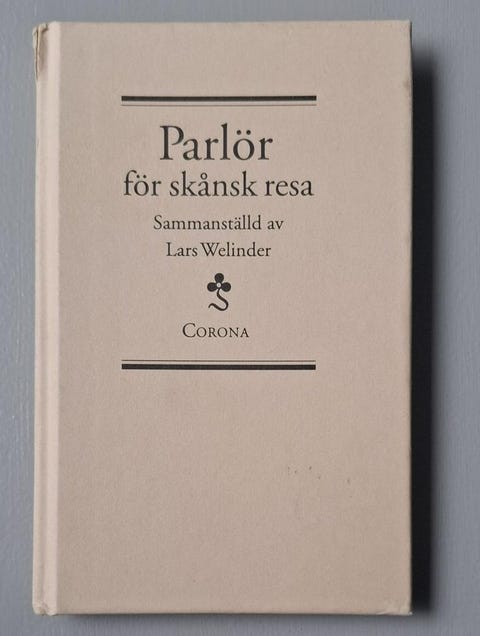 Parlör
för skånsk resa
Sammanställd av
Lars Welinder
CORONA